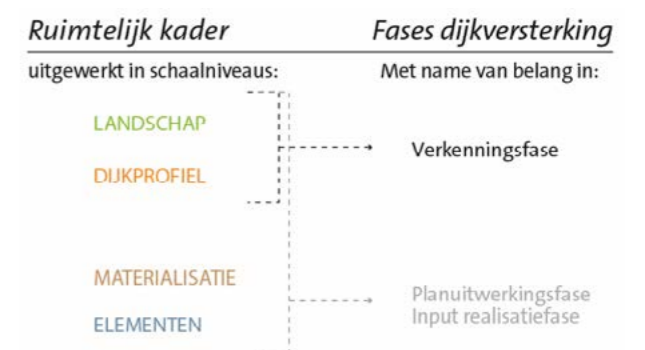 Ruimtelijk kader
Fases dijkversterking
uitgewerkt in schaalniveaus:
Met name van belang in:
LANDSCHAP
DIJKPROFIEL
Verkenningsfase
MATERIALISATIE
ELEMENTEN
Planuitwerkingsfase
Input realisatiefase